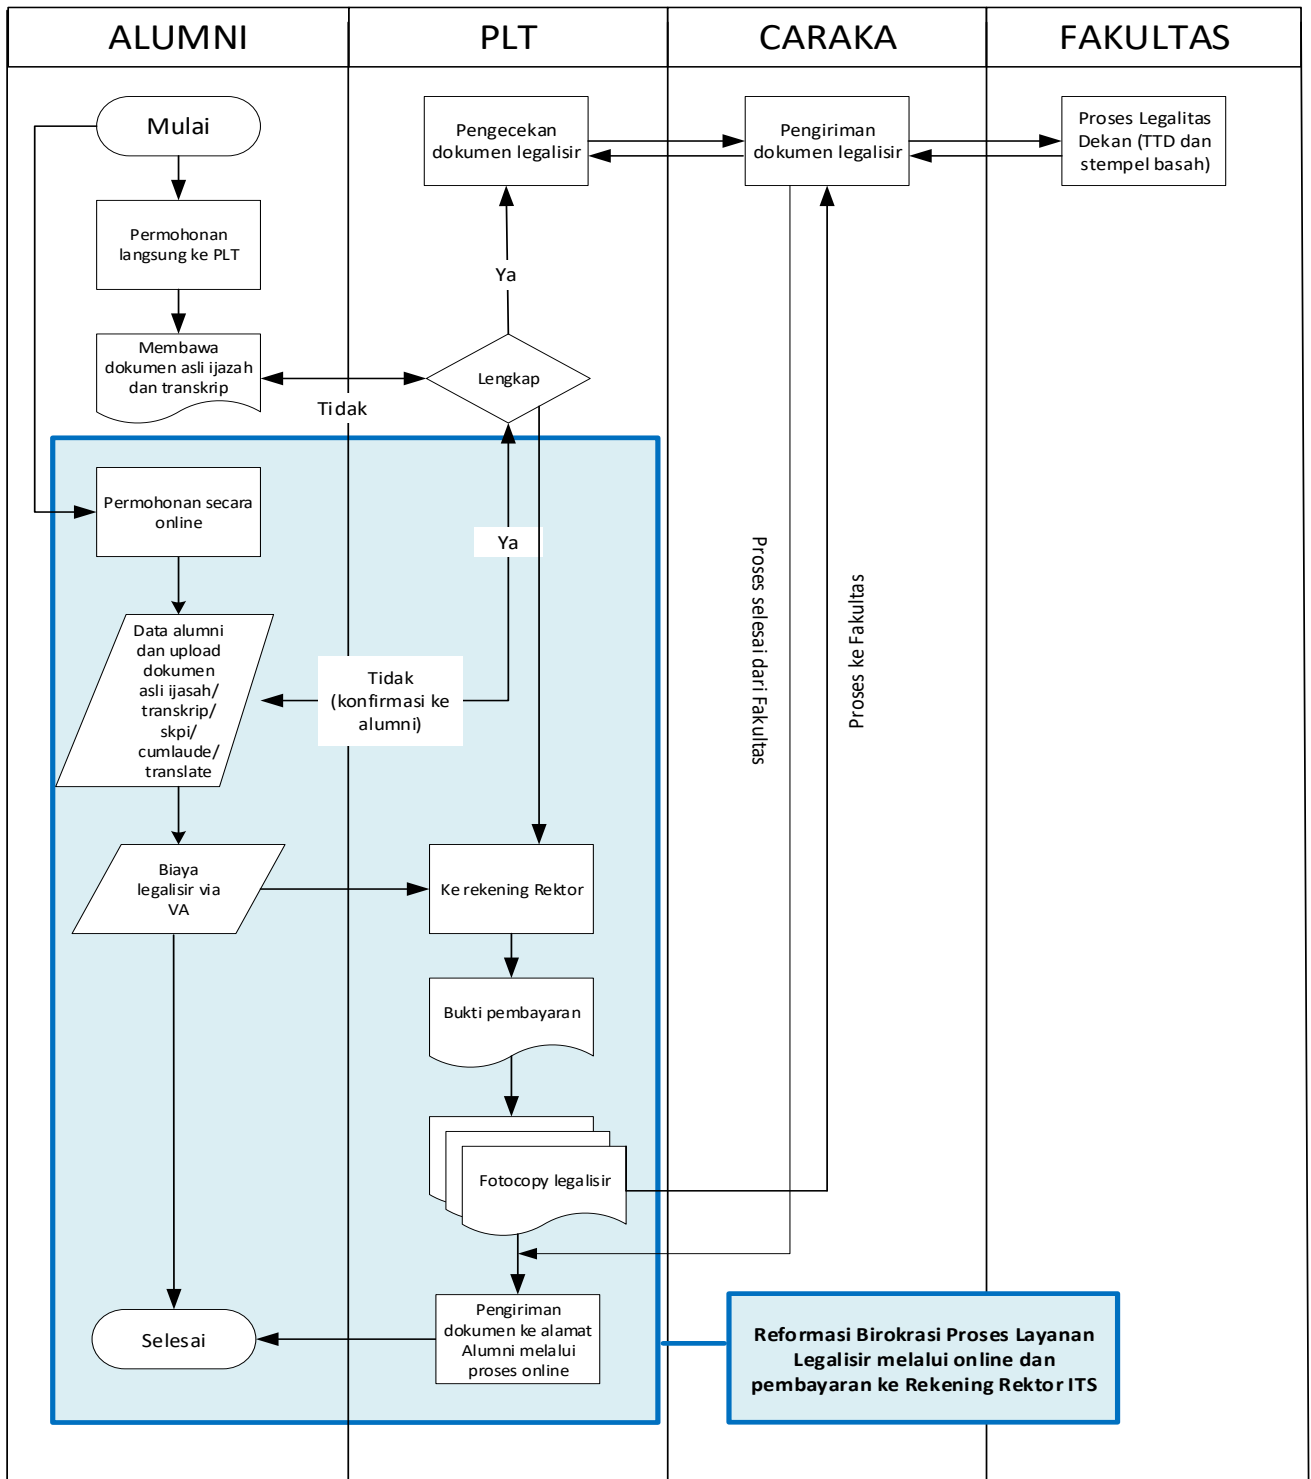 ALUMNI
PLT
CARAKA
FAKULTAS
Mulai
Pengecekan
dokumen legalisir
Pengiriman
dokumen legalisir
Proses Legalitas
Dekan (TTD dan
stempel basah)
Permohonan
langsung ke PLT
Ya
Membawa
dokumen asli ijazah
dan transkrip
Tidak
Lengkap
Permohonan secara
online
Ya
Data alumni
dan upload
dokumen
asli ijasah/
transkrip/
skpi/
cumlaude/
translate
Tidak
(konfirmasi ke
alumni)
Proses selesai dari Fakultas
Proses ke Fakultas
Biaya
legalisir via
VA
Ke rekening Rektor
Bukti pembayaran
Fotocopy legalisir
Pengiriman
dokumen ke alamat
Alumni melalui
proses online
Selesai
Reformasi Birokrasi Proses Layanan
Legalisir melalui online dan
pembayaran ke Rekening Rektor ITS